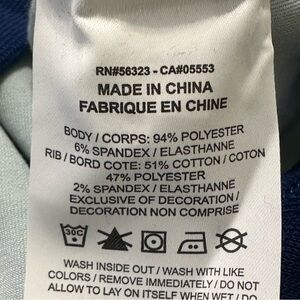 RN#56323 - CA#05553
MADE IN CHINA
FABRIQUE EN CHINE
BODY / CORPS: 94% POLYESTER
6% SPANDEX / ELASTHANNE
RIB / BORD COTE: 51% COTTON / COTON
47% POLYESTER
2% SPANDEX / ELASTHANNE
EXCLUSIVE OF DECORATION /
DECORATION NON COMPRISE
30C
WASH INSIDE OUT / WASH WITH LIKE
COLORS / REMOVE IMMEDIATELY / DO NOT
ALLOW TO LAY ON ITSELF WHEN WET / DO